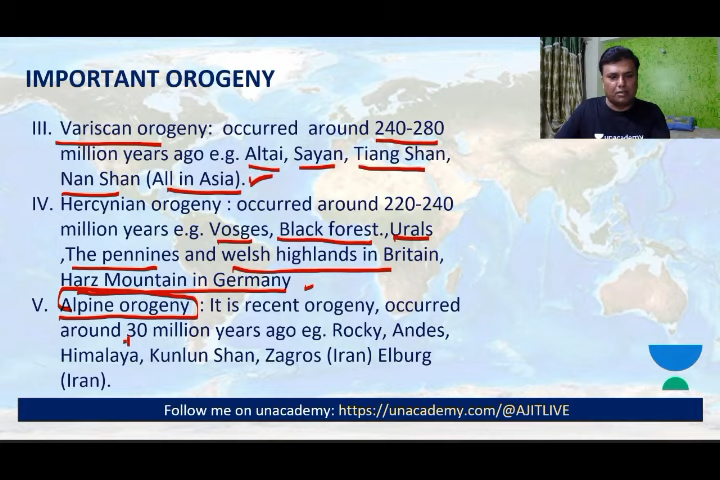 IMPORTANT OROGENY
III. Variscan orogeny: occurred around 240-280
million years ago e.g. Altai, Sayan, Tiang Shan,
Nan Shan (All in Asia).
IV. Hercynian orogeny : occurred around 220-240
million years e.g. Vosges, Black forest.,Urals
,The pennines and welsh highlands in Britain,
Harz Mountain in Germany
V. Alpine orogeny : It is recent orogeny, occurred
around 30 million years ago eg. Rocky, Andes,
Himalaya, Kunlun Shan, Zagros (Iran) Elburg
(Iran).
Follow me on unacademy: https://unacademy.com/@AJITLIVE
unacademy